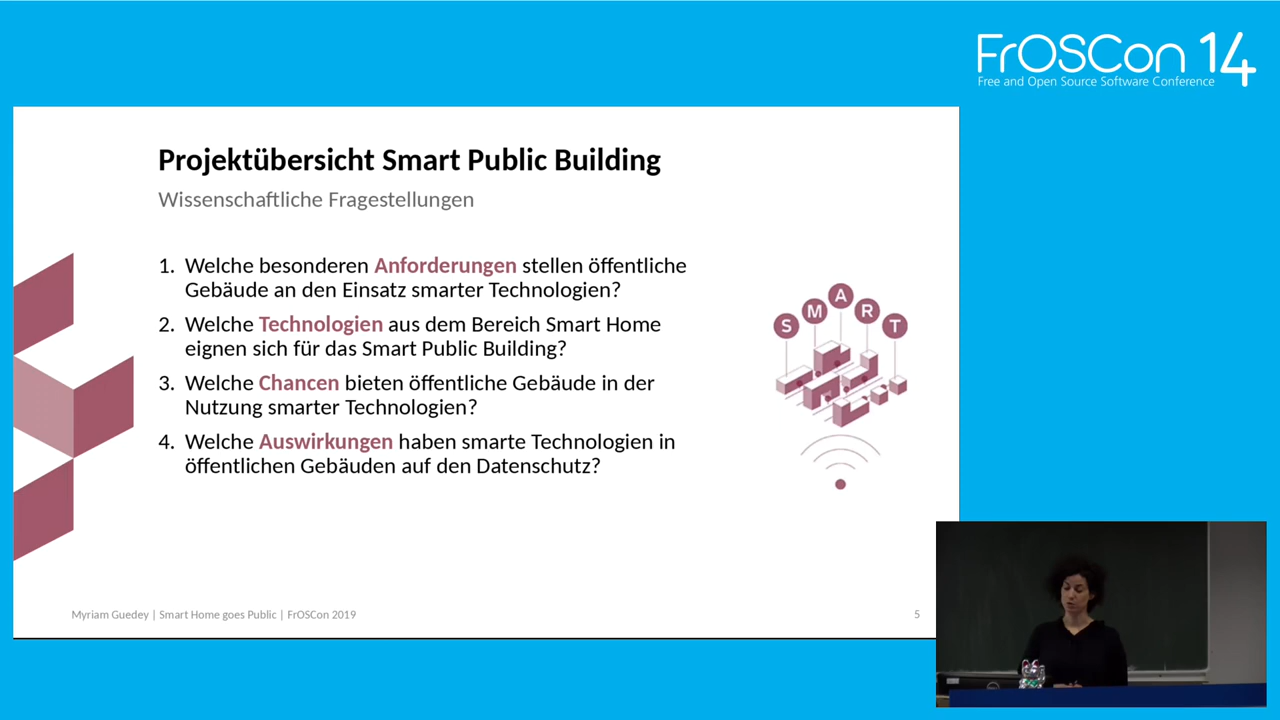 FrOSCon 14
Free and Open Source Software Conference
Projektübersicht Smart Public Building
Wissenschaftliche Fragestellungen
1. Welche besonderen Anforderungen stellen öffentliche
Gebäude an den Einsatz smarter Technologien?
2. Welche Technologien aus dem Bereich Smart Home
eignen sich für das Smart Public Building?
3. Welche Chancen bieten öffentliche Gebäude in der
Nutzung smarter Technologien?
4. Welche Auswirkungen haben smarte Technologien in
öffentlichen Gebäuden auf den Datenschutz?
S M A R T
Myriam Guedey | Smart Home goes Public | FrOSCon 2019
5